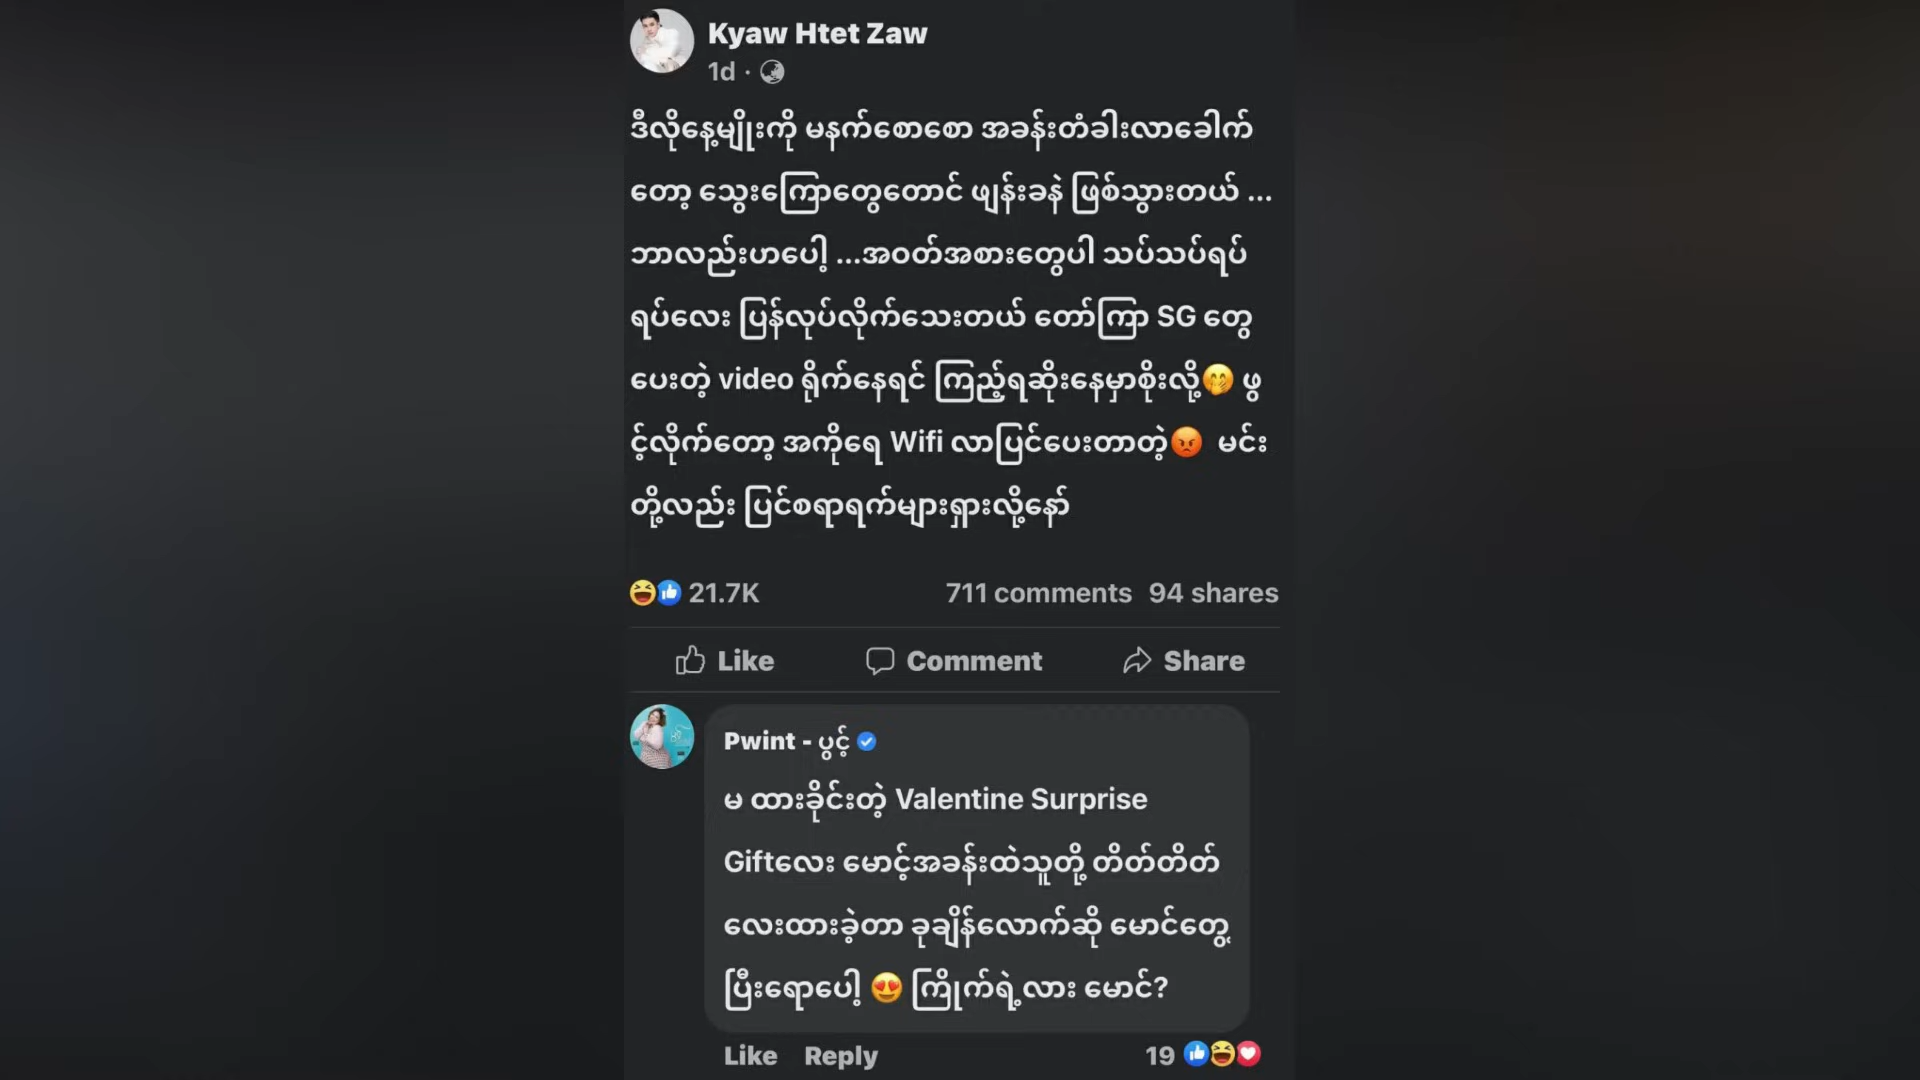 Kyaw Htet Zaw
1d ·
ဒီလိုနေ့မျိုးကို မနက်စောစော အခန်းတံခါးလာခေါက်
တော့ သွေးကြောတွေတောင် ဖျန်းခနဲ ဖြစ်သွားတယ် ...
ဘာလည်းဟပေါ့ ...အဝတ်အစားတွေပါ သပ်သပ်ရပ်
ရပ်လေး ပြန်လုပ်လိုက်သေးတယ် တော်ကြာ SG တွေ
ပေးတဲ့ video ရိုက်နေရင် ကြည့်ရဆိုးနေမှာစိုးလို့🤭 ဖွ
င့်လိုက်တော့ အကိုရေ Wifi လာပြင်ပေးတာတဲ့😡 မင်း
တို့လည်း ပြင်စရာရက်များရှားလို့နော်
21.7K 711 comments 94 shares
Like Comment Share
Pwint - ပွင့်
မ ထားခိုင်းတဲ့ Valentine Surprise
Giftလေး မောင့်အခန်းထဲသူတို့ တိတ်တိတ်
လေးထားခဲ့တာ ခုချိန်လောက်ဆို မောင်တွေ့
ပြီးရောပေါ့ 😍 ကြိုက်ရဲ့လား မောင်?
Like Reply 19